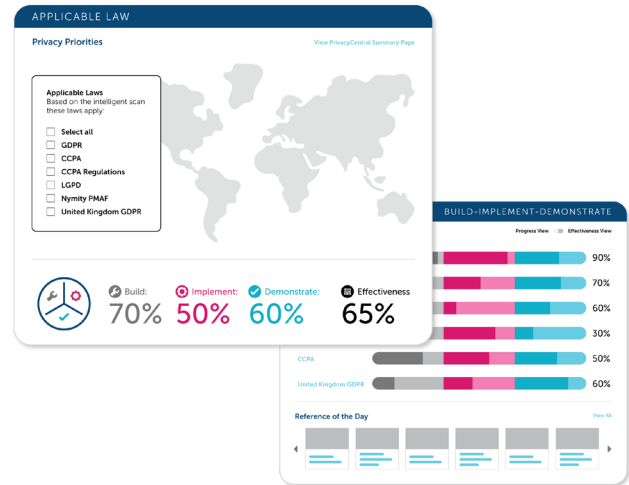 APPLICABLE LAW
Privacy Priorities
View PrivacyCentral Summary Page
Applicable Laws
Based on the intelligent scan
these laws apply:
Select all
GDPR
CCPA
CCPA Regulations
LGPD
Nymity PMAF
United Kingdom GDPR
Build:
70%
Implement:
50%
Demonstrate:
60%
Effectiveness
65%
BUILD-IMPLEMENT-DEMONSTRATE
Progress View
Effectiveness View
90%
70%
60%
30%
CCPA
50%
United Kingdom GDPR
60%
Reference of the Day
View All